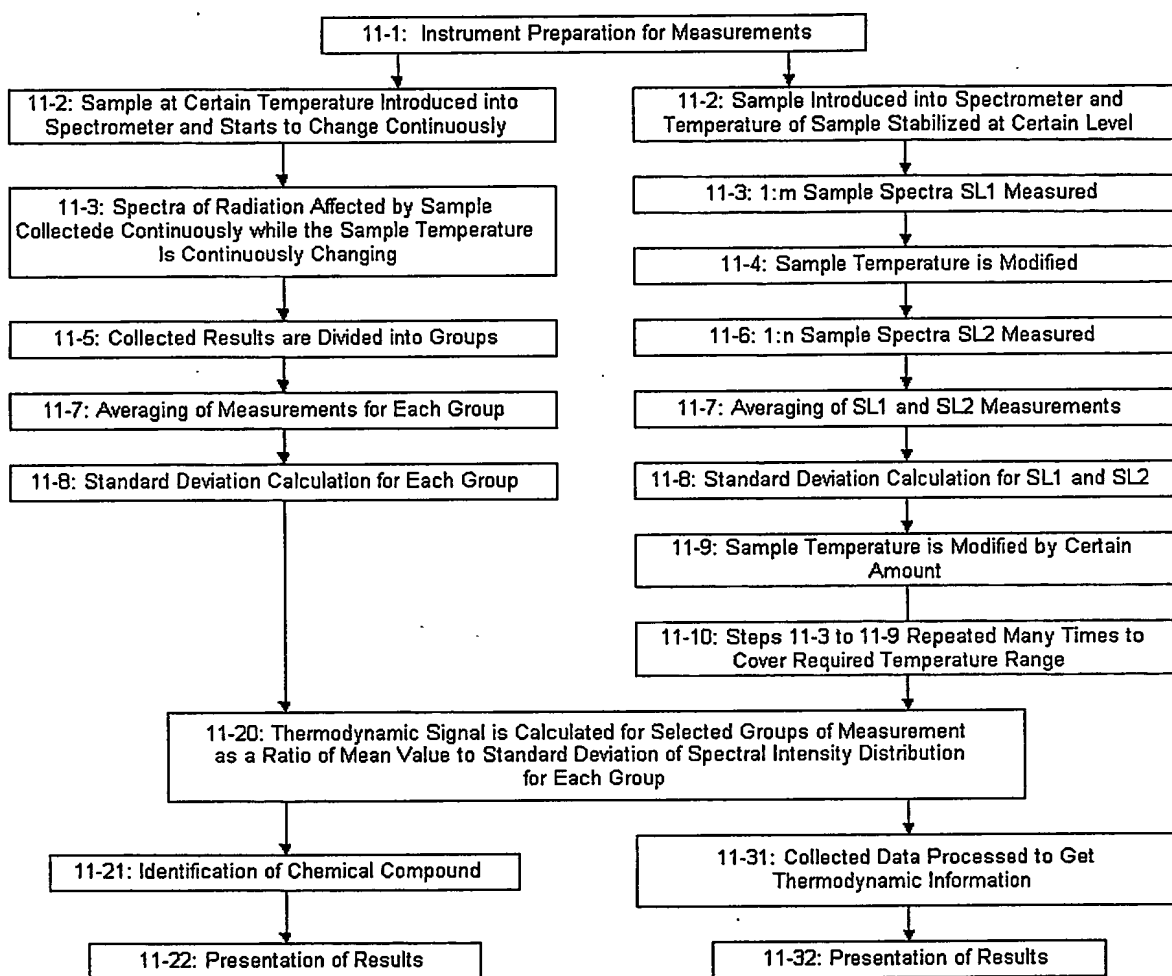 11-1: Instrument Preparation for Measurements
11-2: Sample at Certain Temperature Introduced into
Spectrometer and Starts to Change Continuously
11-3: Spectra of Radiation Affected by Sample
Collectede Continuously while the Sample Temperature
Is Continuously Changing
11-5: Collected Results are Divided into Groups
11-7: Averaging of Measurements for Each Group
11-8: Standard Deviation Calculation for Each Group
11-2: Sample Introduced into Spectrometer and
Temperature of Sample Stabilized at Certain Level
11-3: 1:m Sample Spectra SL1 Measured
11-4: Sample Temperature is Modified
11-6: 1:n Sample Spectra SL2 Measured
11-7: Averaging of SL1 and SL2 Measurements
11-8: Standard Deviation Calculation for SL1 and SL2
11-9: Sample Temperature is Modified by Certain
Amount
11-10: Steps 11-3 to 11-9 Repeated Many Times to
Cover Required Temperature Range
11-20: Thermodynamic Signal is Calculated for Selected Groups of Measurement
as a Ratio of Mean Value to Standard Deviation of Spectral Intensity Distribution
for Each Group
11-21: Identification of Chemical Compound
11-22: Presentation of Results
11-31: Collected Data Processed to Get
Thermodynamic Information
11-32: Presentation of Results